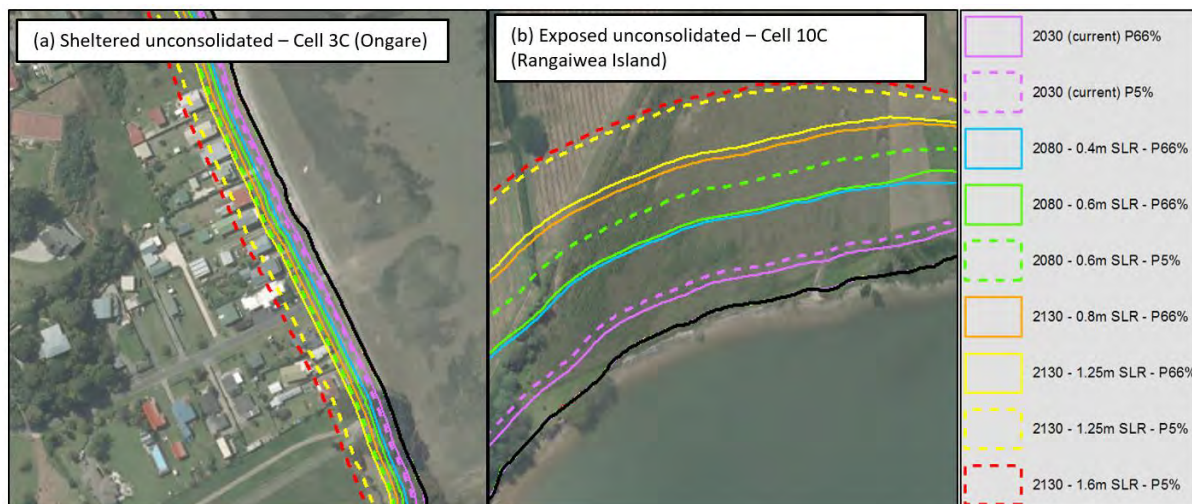 (a) Sheltered unconsolidated – Cell 3C (Ongare)
(b) Exposed unconsolidated – Cell 10C
(Rangaiwea Island)
2030 (current) P66%
2030 (current) P5%
2080 - 0.4m SLR - P66%
2080 - 0.6m SLR - P66%
2080 - 0.6m SLR - P5%
2130 - 0.8m SLR - P66%
2130 - 1.25m SLR - P66%
2130 - 1.25m SLR - P5%
2130 - 1.6m SLR - P5%